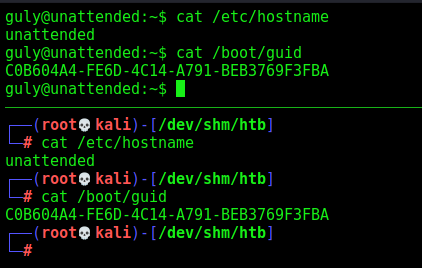 guly@unattended:~$ cat /etc/hostname
unattended
guly@unattended:~$ cat /boot/guid
C0B604A4-FE6D-4C14-A791-BEB3769F3FBA
guly@unattended:~$
┌──(root💀kali)-[/dev/shm/htb]
└─# cat /etc/hostname
unattended
┌──(root💀kali)-[/dev/shm/htb]
└─# cat /boot/guid
C0B604A4-FE6D-4C14-A791-BEB3769F3FBA
┌──(root💀kali)-[/dev/shm/htb]
└─#